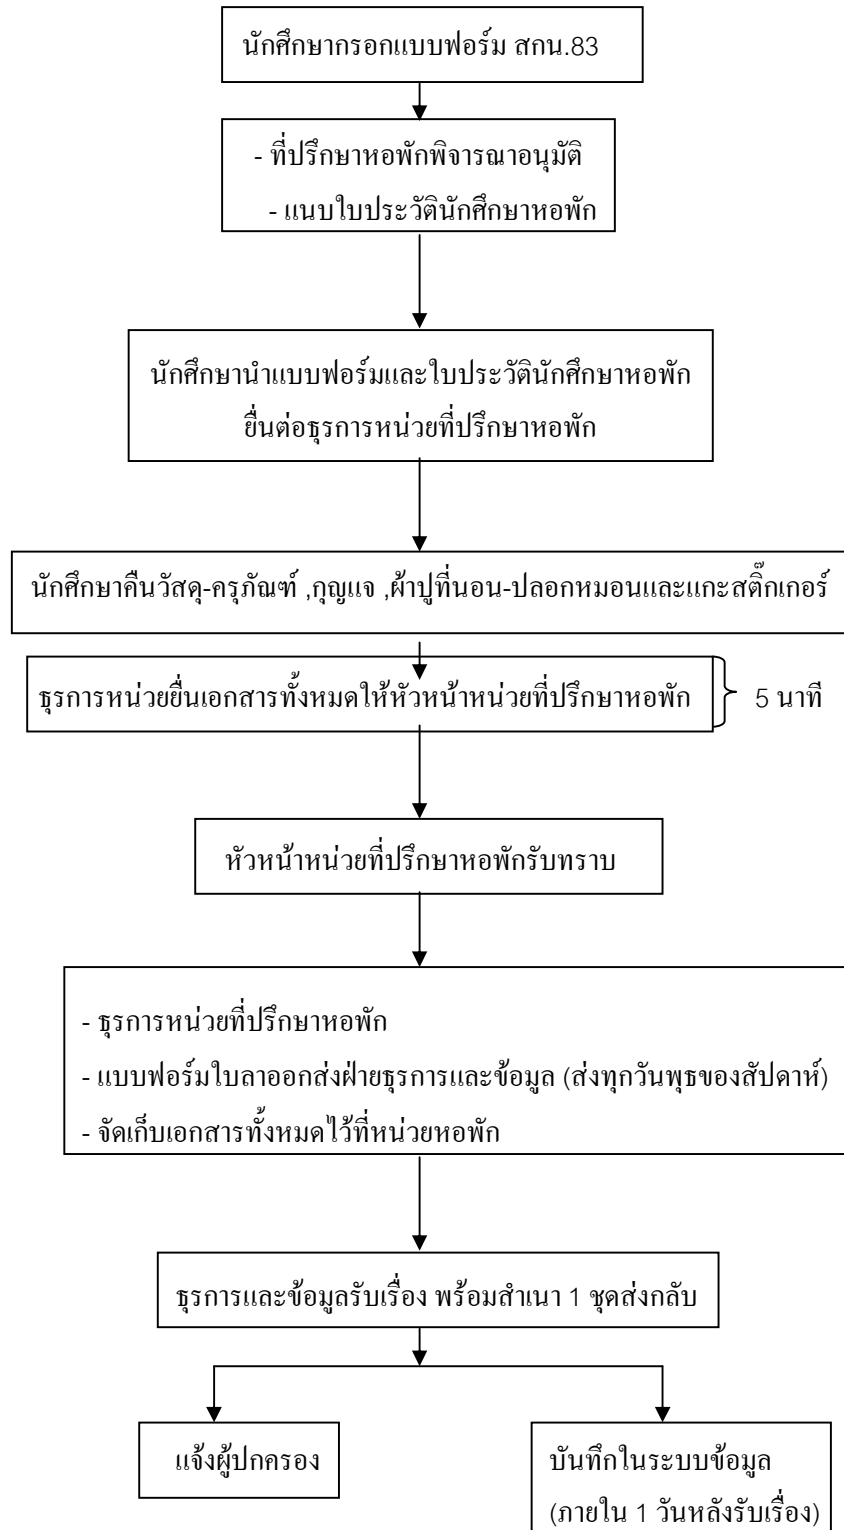 นักศึกษากรอกแบบฟอร์ม สกน.83
- ที่ปรึกษาหอพักพิจารณาอนุมัติ
- แนบใบประวัตินักศึกษาหอพัก
นักศึกษานำแบบฟอร์มและใบประวัตินักศึกษาหอพัก
ยื่นต่อธุรการหน่วยที่ปรึกษาหอพัก
นักศึกษาคืนวัสดุ-ครุภัณฑ์ ,กุญแจ ,ผ้าปูที่นอน-ปลอกหมอนและแกะสติ๊กเกอร์
ธุรการหน่วยยื่นเอกสารทั้งหมดให้หัวหน้าหน่วยที่ปรึกษาหอพัก
5 นาที
หัวหน้าหน่วยที่ปรึกษาหอพักรับทราบ
- ธุรการหน่วยที่ปรึกษาหอพัก
- แบบฟอร์มใบลาออกส่งฝ่ายธุรการและข้อมูล (ส่งทุกวันพุธของสัปดาห์)
- จัดเก็บเอกสารทั้งหมดไว้ที่หน่วยหอพัก
ธุรการและข้อมูลรับเรื่อง พร้อมสำเนา 1 ชุดส่งกลับ
แจ้งผู้ปกครอง
บันทึกในระบบข้อมูล
(ภายใน 1 วันหลังรับเรื่อง)